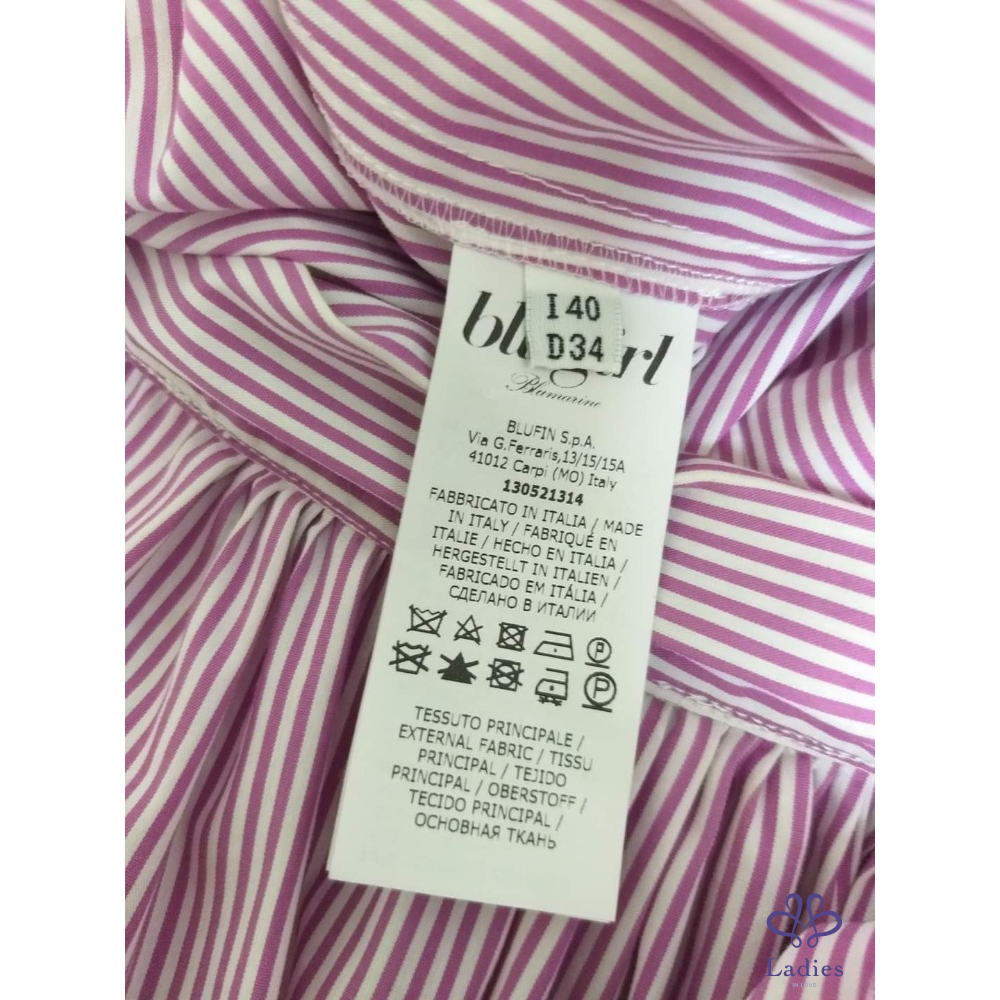 I 40
D34
blugirl
Blumarine
BLUFIN S.p.A.
Via G.Ferraris,13/15/15A
41012 Carpi (MO) Italy
130521314
FABBRICATO IN ITALIA / MADE
IN ITALY / FABRIQUÉ EN
ITALIE / HECHO EN ITALIA /
HERGESTELLT IN ITALIEN /
FABRICADO EM ITÁLIA /
СДЕЛАНО В ИТАЛИИ
P
P
TESSUTO PRINCIPALE /
EXTERNAL FABRIC / TISSU
PRINCIPAL / TEJIDO
PRINCIPAL / OBERSTOFF /
TECIDO PRINCIPAL /
ОСНОВНАЯ ТКАНЬ
Ladies